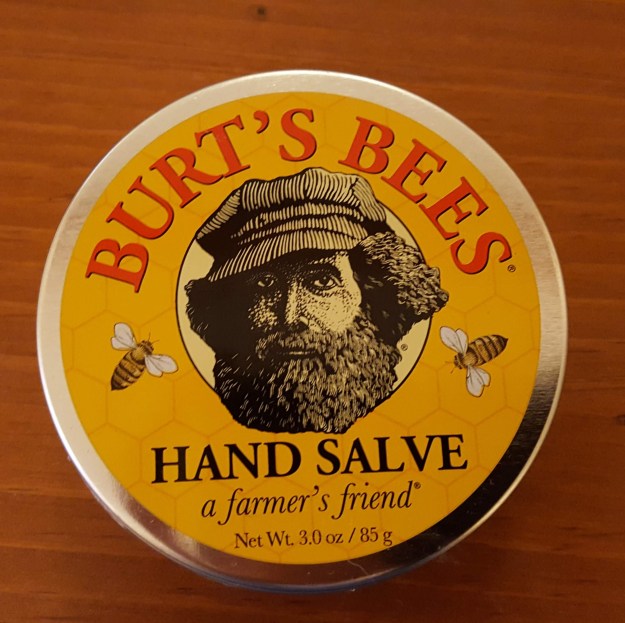 BURT'S BEES®
®
HAND SALVE
a farmer's friend®
Net Wt. 3.0 oz / 85 g